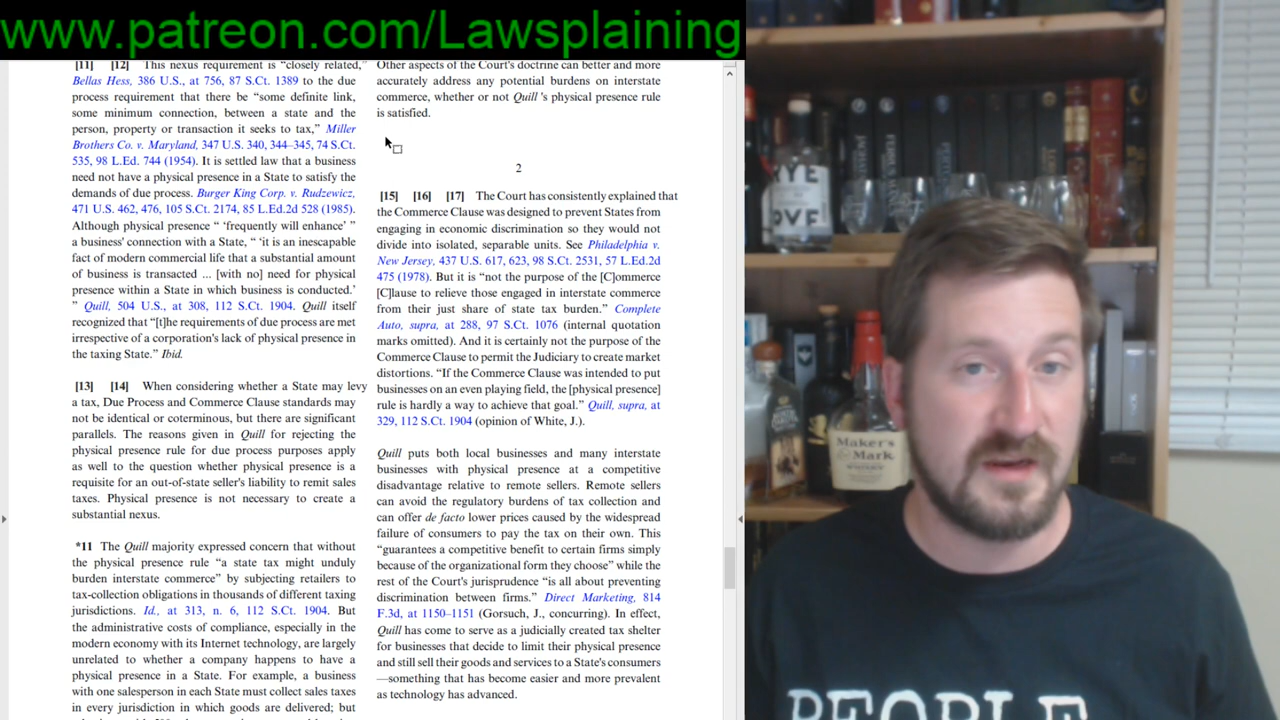 www.patreon.com/Lawsplaining
[11] [12] This nexus requirement is “closely related,”
Bellas Hess, 386 U.S., at 756, 87 S.Ct. 1389 to the due
process requirement that there be “some definite link,
some minimum connection, between a state and the
person, property or transaction it seeks to tax,” Miller
Brothers Co. v. Maryland, 347 U.S. 340, 344–345, 74 S.Ct.
535, 98 L.Ed. 744 (1954). It is settled law that a business
need not have a physical presence in a State to satisfy the
demands of due process. Burger King Corp. v. Rudzewicz,
471 U.S. 462, 476, 105 S.Ct. 2174, 85 L.Ed.2d 528 (1985).
Although physical presence “ ‘frequently will enhance’ ”
a business' connection with a State, “ ‘it is an inescapable
fact of modern commercial life that a substantial amount
of business is transacted ... [with no] need for physical
presence within a State in which business is conducted.’
” Quill, 504 U.S., at 308, 112 S.Ct. 1904. Quill itself
recognized that “[t]he requirements of due process are met
irrespective of a corporation's lack of physical presence in
the taxing State.” Ibid.
[13] [14] When considering whether a State may levy
a tax, Due Process and Commerce Clause standards may
not be identical or coterminous, but there are significant
parallels. The reasons given in Quill for rejecting the
physical presence rule for due process purposes apply
as well to the question whether physical presence is a
requisite for an out-of-state seller's liability to remit sales
taxes. Physical presence is not necessary to create a
substantial nexus.
*11 The Quill majority expressed concern that without
the physical presence rule “a state tax might unduly
burden interstate commerce” by subjecting retailers to
tax-collection obligations in thousands of different taxing
jurisdictions. Id., at 313, n. 6, 112 S.Ct. 1904. But
the administrative costs of compliance, especially in the
modern economy with its Internet technology, are largely
unrelated to whether a company happens to have a
physical presence in a State. For example, a business
with one salesperson in each State must collect sales taxes
in every jurisdiction in which goods are delivered; but
Other aspects of the Court's doctrine can better and more
accurately address any potential burdens on interstate
commerce, whether or not Quill 's physical presence rule
is satisfied.
2
[15] [16] [17] The Court has consistently explained that
the Commerce Clause was designed to prevent States from
engaging in economic discrimination so they would not
divide into isolated, separable units. See Philadelphia v.
New Jersey, 437 U.S. 617, 623, 98 S.Ct. 2531, 57 L.Ed.2d
475 (1978). But it is “not the purpose of the [C]ommerce
[C]lause to relieve those engaged in interstate commerce
from their just share of state tax burden.” Complete
Auto, supra, at 288, 97 S.Ct. 1076 (internal quotation
marks omitted). And it is certainly not the purpose of the
Commerce Clause to permit the Judiciary to create market
distortions. “If the Commerce Clause was intended to put
businesses on an even playing field, the [physical presence]
rule is hardly a way to achieve that goal.” Quill, supra, at
329, 112 S.Ct. 1904 (opinion of White, J.).
Quill puts both local businesses and many interstate
businesses with physical presence at a competitive
disadvantage relative to remote sellers. Remote sellers
can avoid the regulatory burdens of tax collection and
can offer de facto lower prices caused by the widespread
failure of consumers to pay the tax on their own. This
“guarantees a competitive benefit to certain firms simply
because of the organizational form they choose” while the
rest of the Court's jurisprudence “is all about preventing
discrimination between firms.” Direct Marketing, 814
F.3d, at 1150–1151 (Gorsuch, J., concurring). In effect,
Quill has come to serve as a judicially created tax shelter
for businesses that decide to limit their physical presence
and still sell their goods and services to a State's consumers
—something that has become easier and more prevalent
as technology has advanced.
RYE
Maker's
Mark
WHISKY
PEOPLE